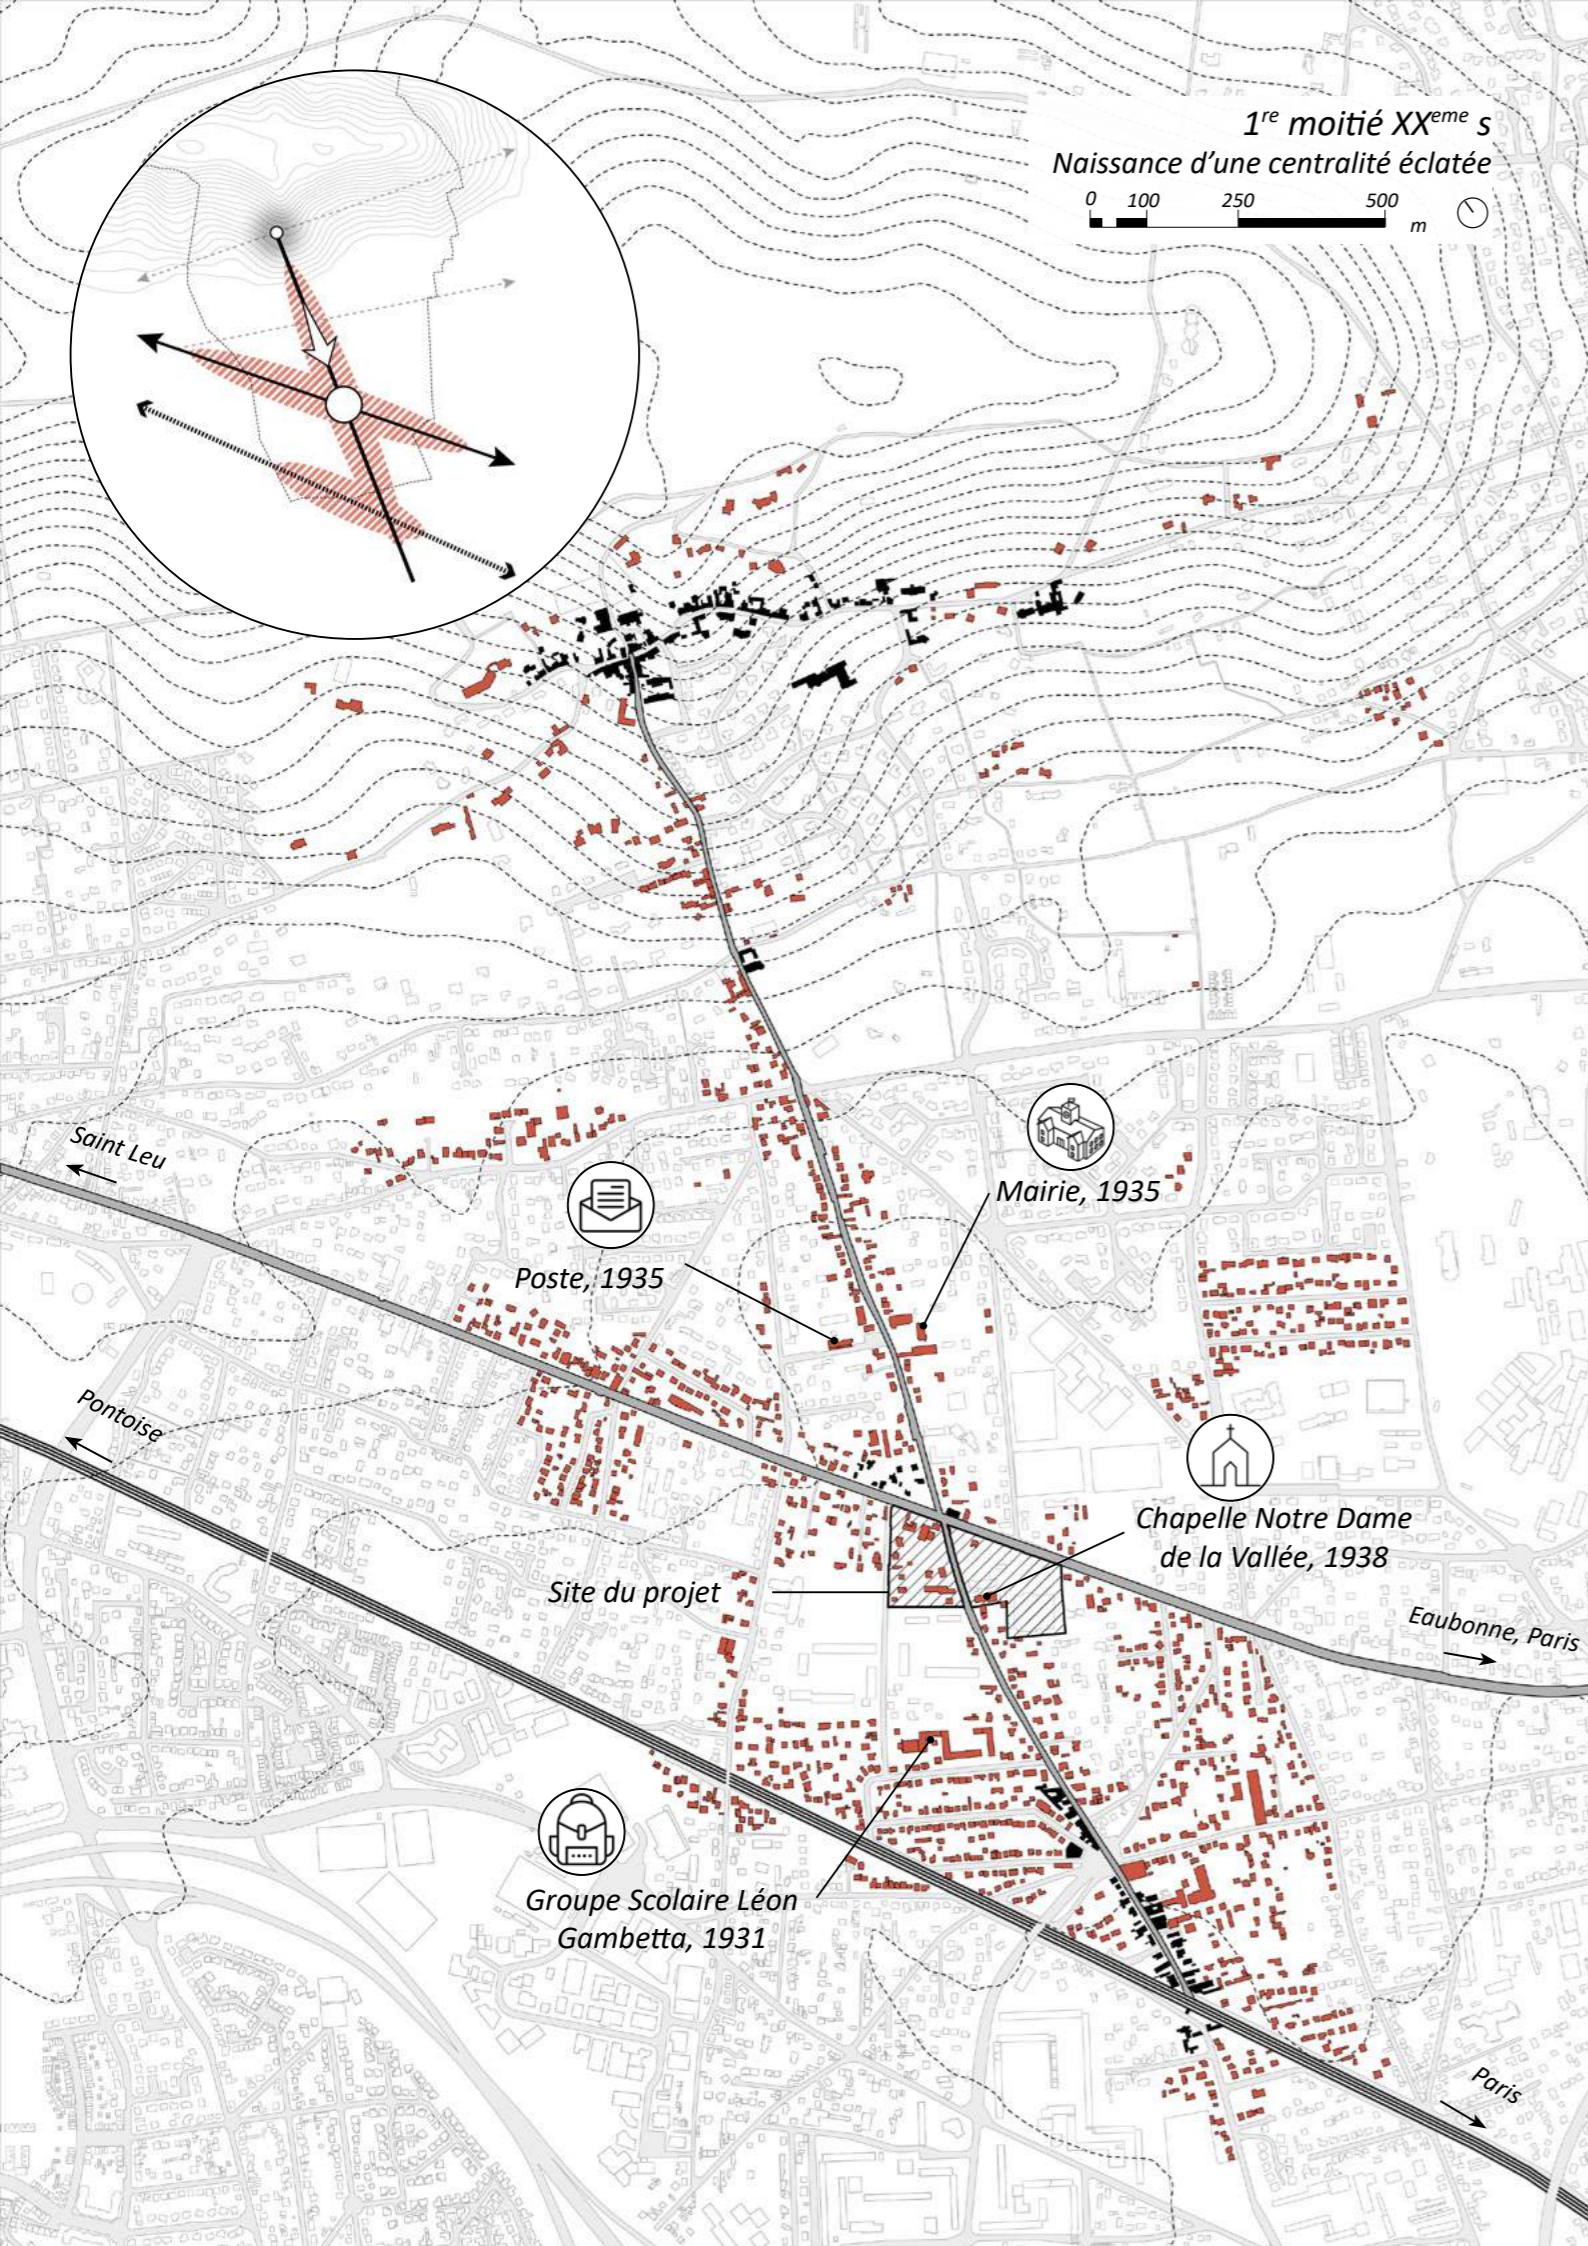 1re moitié XXeme s
Naissance d’une centralité éclatée
0 100 250 500
m
Saint Leu
Mairie, 1935
Poste, 1935
Pontoise
Chapelle Notre Dame
de la Vallée, 1938
Site du projet
Eaubonne, Paris
Groupe Scolaire Léon
Gambetta, 1931
Paris